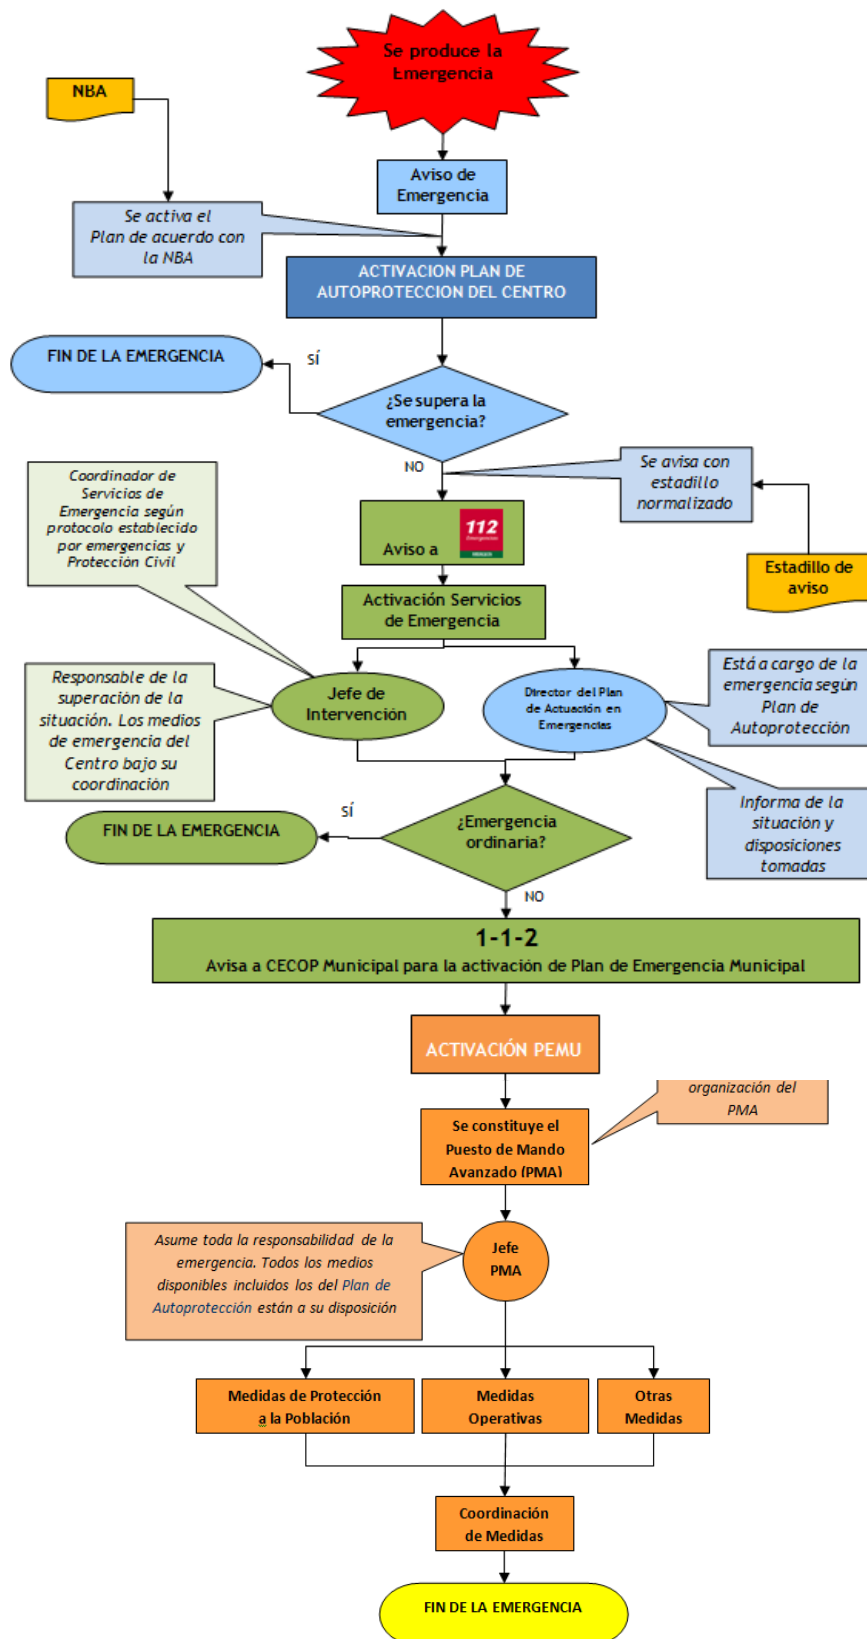 Se produce la
Emergencia
NBA
Aviso de
Emergencia
Se activa el
Plan de acuerdo con
la NBA
ACTIVACION PLAN DE
AUTOPROTECCION DEL CENTRO
FIN DE LA EMERGENCIA
SÍ
¿Se supera la
emergencia?
NO
Se avisa con
estadillo
normalizado
Coordinador de
Servicios de
Emergencia según
protocolo establecido
por emergencias y
Protección Civil
112
Emergencias
Aviso a
Estadillo de
aviso
Activación Servicios
de Emergencia
Responsable de la
superación de la
situación. Los medios
de emergencia del
Centro bajo su
coordinación
Jefe de
Intervención
Director del Plan
de Actuación en
Emergencias
Está a cargo de la
emergencia según
Plan de
Autoprotección
Informa de la
situación y
disposiciones
tomadas
SÍ
FIN DE LA EMERGENCIA
¿Emergencia
ordinaria?
NO
1-1-2
Avisa a CECOP Municipal para la activación de Plan de Emergencia Municipal
ACTIVACIÓN PEMU
organización del
PMA
Se constituye el
Puesto de Mando
Avanzado (PMA)
Asume toda la responsabilidad de la
emergencia. Todos los medios
disponibles incluidos los del Plan de
Autoprotección están a su disposición
Jefe
PMA
Medidas de Protección
a la Población
Medidas
Operativas
Otras
Medidas
Coordinación
de Medidas
FIN DE LA EMERGENCIA